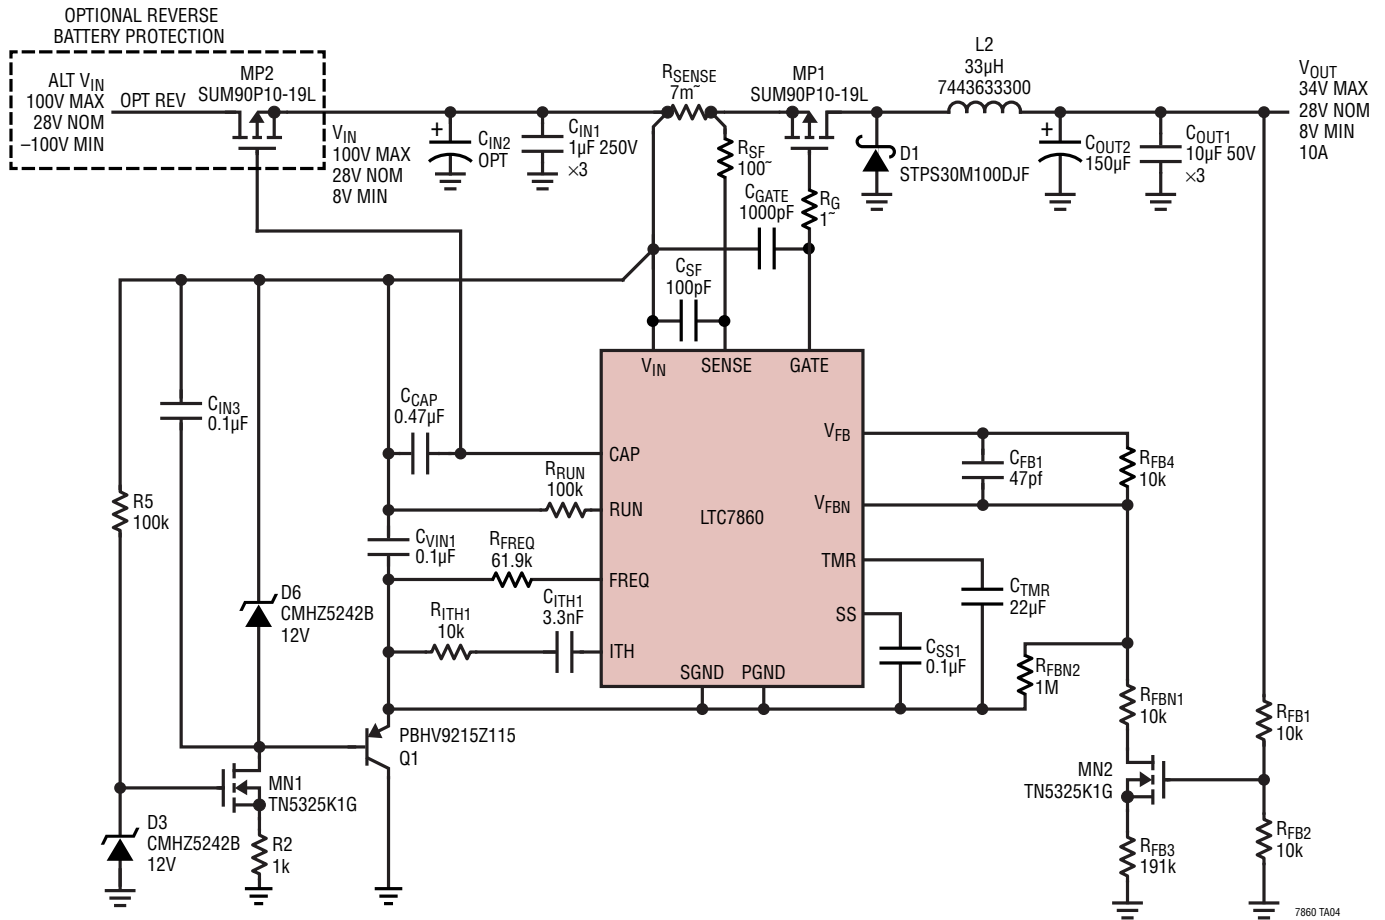 OPTIONAL REVERSE
BATTERY PROTECTION
ALT VIN
100V MAX
28V NOM
–100V MIN
OPT REV
MP2
SUM90P10-19L
VIN
100V MAX
28V NOM
8V MIN
+
CIN2
OPT
CIN1
1µF 250V
×3
RSENSE
7m˜
RSF
100˜
MP1
SUM90P10-19L
CGATE
1000pF
RG
1˜
D1
STPS30M100DJF
L2
33µH
7443633300
+
COUT2
150µF
COUT1
10µF 50V
×3
VOUT
34V MAX
28V NOM
8V MIN
10A
CSF
100pF
VIN
SENSE
GATE
CIN3
0.1µF
CCAP
0.47µF
CAP
R5
100k
RRUN
100k
RUN
CVIN1
0.1µF
RFREQ
61.9k
FREQ
D6
CMHZ5242B
12V
RITH1
10k
CITH1
3.3nF
ITH
LTC7860
VFB
VFBN
TMR
SS
SGND
PGND
CFB1
47pf
RFB4
10k
CTMR
22µF
CSS1
0.1µF
RFBN2
1M
RFBN1
10k
RFB1
10k
PBHV9215Z115
Q1
MN1
TN5325K1G
D3
CMHZ5242B
12V
R2
1k
MN2
TN5325K1G
RFB3
191k
RFB2
10k
7860 TA04